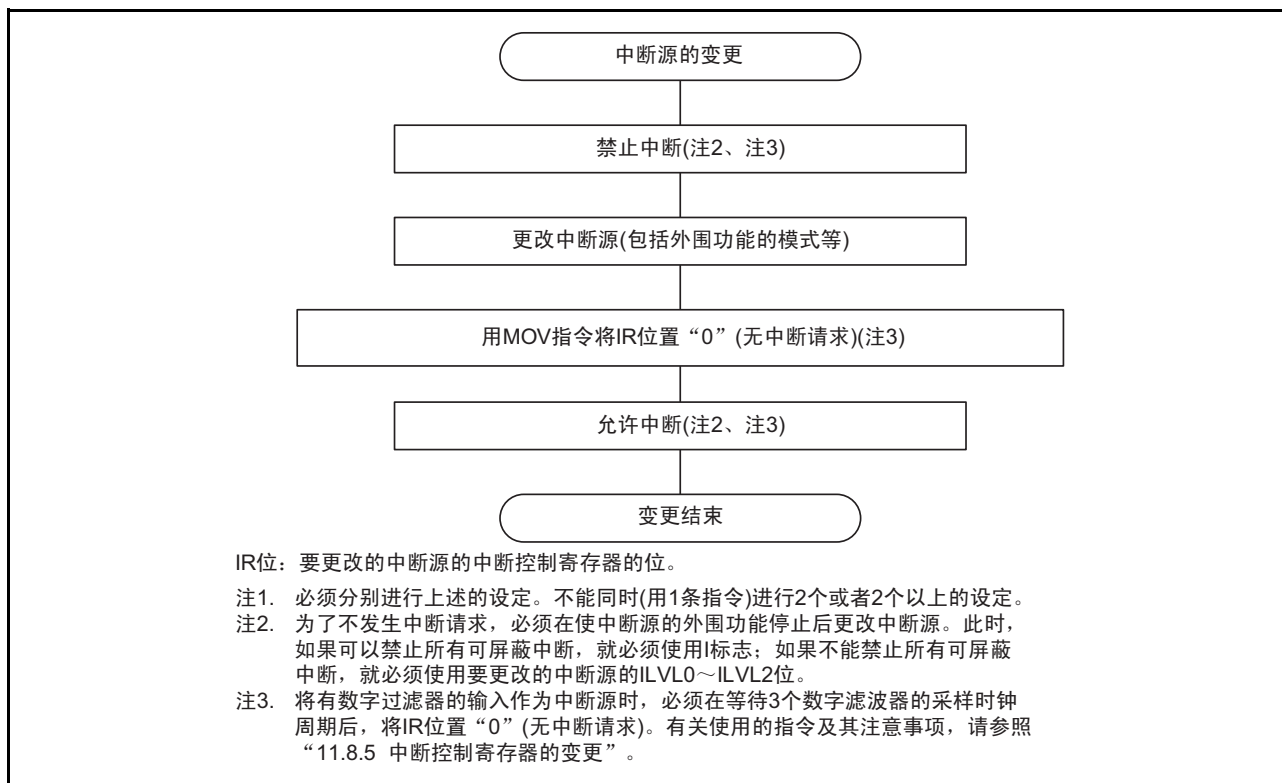 中断源的变更
禁止中断(注2、注3)
更改中断源(包括外围功能的模式等)
用MOV指令将IR位置“0”(无中断请求)(注3)
允许中断(注2、注3)
变更结束
IR位：要更改的中断源的中断控制寄存器的位。
注1. 必须分别进行上述的设定。不能同时(用1条指令)进行2个或者2个以上的设定。
注2. 为了不发生中断请求，必须在使中断源的外围功能停止后更改中断源。此时，
如果可以禁止所有可屏蔽中断，就必须使用I标志；如果不能禁止所有可屏蔽
中断，就必须使用要更改的中断源的ILVL0～ILVL2位。
注3. 将有数字过滤器的输入作为中断源时，必须在等待3个数字滤波器的采样时钟
周期后，将IR位置“0”(无中断请求)。有关使用的指令及其注意事项，请参照
“11.8.5 中断控制寄存器的变更”。